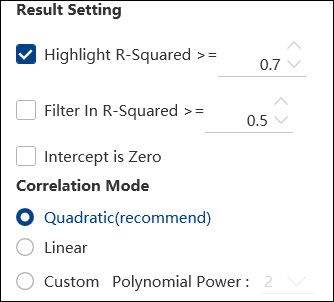 Result Setting
Highlight R-Squared >= 0.7
Filter In R-Squared >= 0.5
Intercept is Zero
Correlation Mode
Quadratic(recommend)
Linear
Custom Polynomial Power : 2